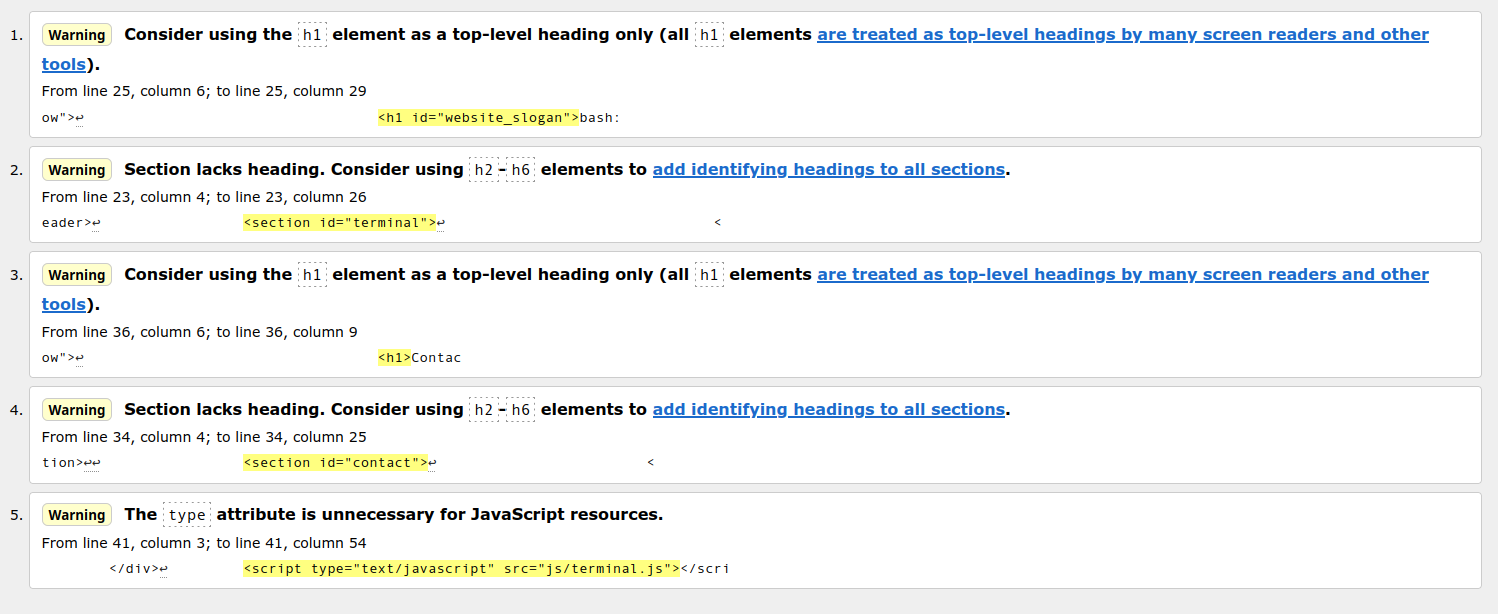 1. Warning Consider using the h1 element as a top-level heading only (all h1 elements are treated as top-level headings by many screen readers and other
tools).
From line 25, column 6; to line 25, column 29
ow">↩ <h1 id="website_slogan">bash:
2. Warning Section lacks heading. Consider using h2-h6 elements to add identifying headings to all sections.
From line 23, column 4; to line 23, column 26
eader>↩ <section id="terminal">↩ <
3. Warning Consider using the h1 element as a top-level heading only (all h1 elements are treated as top-level headings by many screen readers and other
tools).
From line 36, column 6; to line 36, column 9
ow">↩ <h1>Contac
4. Warning Section lacks heading. Consider using h2-h6 elements to add identifying headings to all sections.
From line 34, column 4; to line 34, column 25
tion>↩↩ <section id="contact">↩ <
5. Warning The type attribute is unnecessary for JavaScript resources.
From line 41, column 3; to line 41, column 54
</div>↩ <script type="text/javascript" src="js/terminal.js"></scri